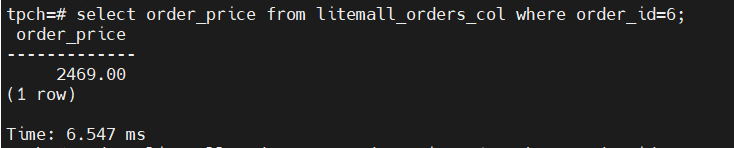 tpch=# select order_price from litemall_orders_col where order_id=6;
 order_price
-------------
     2469.00
(1 row)

Time: 6.547 ms